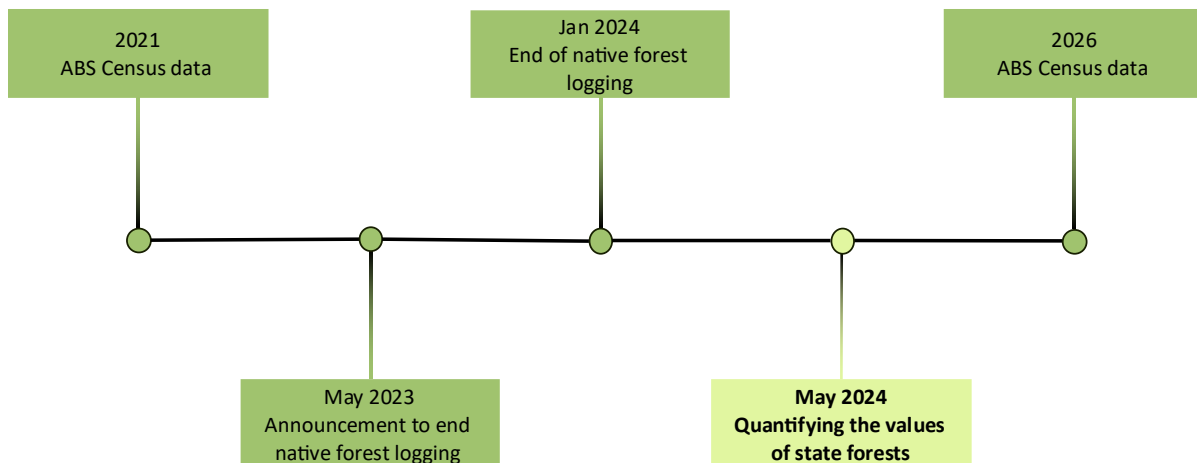 2021
ABS Census data
Jan 2024
End of native forest
logging
2026
ABS Census data
May 2023
Announcement to end
native forest logging
May 2024
Quantifying the values
of state forests